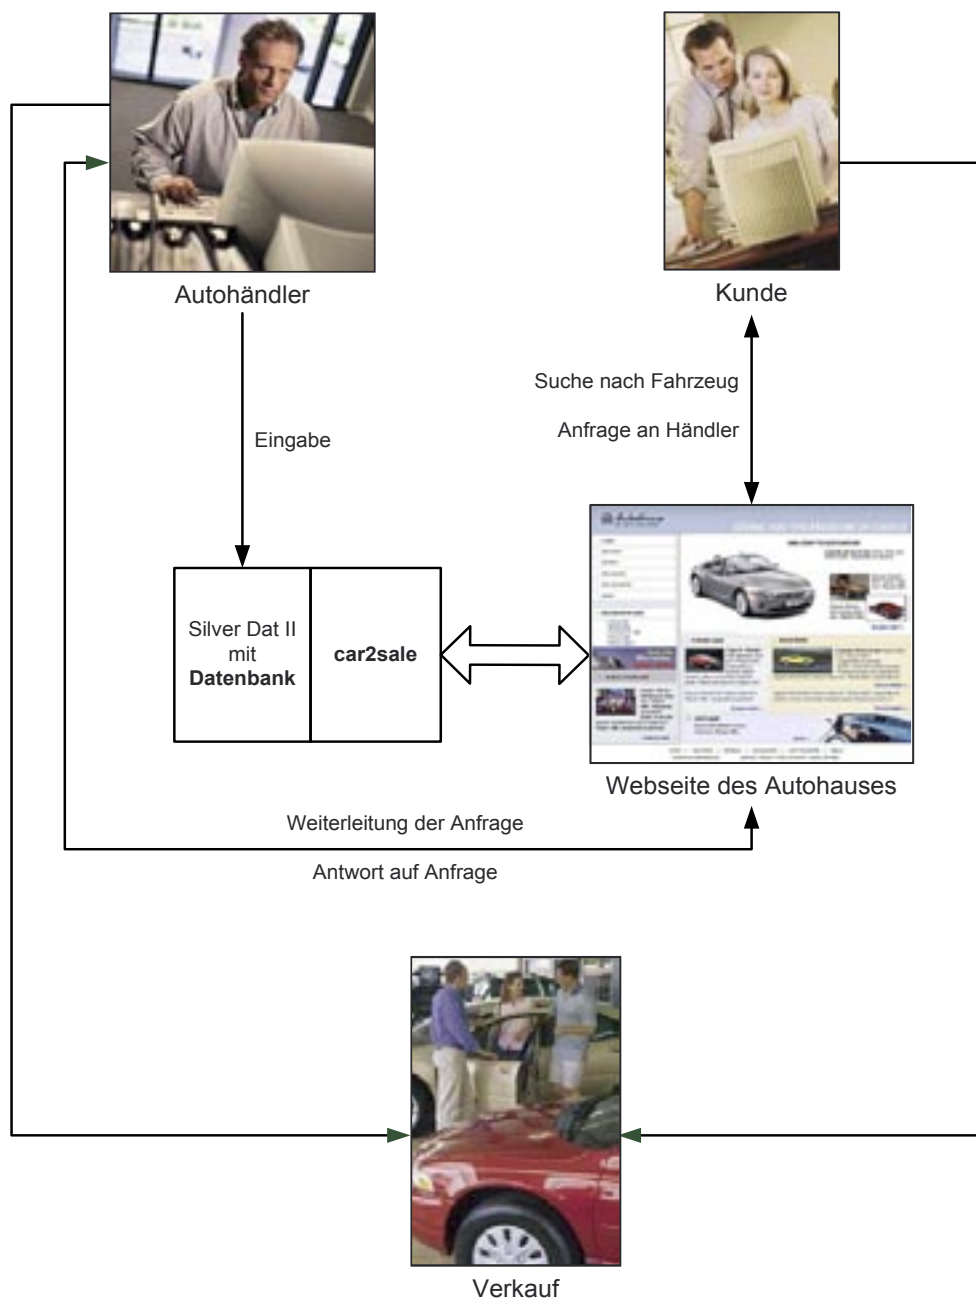 Autohändler
Kunde
Suche nach Fahrzeug
Anfrage an Händler
Eingabe
Silver Dat II
mit
Datenbank
car2sale
Webseite des Autohauses
Weiterleitung der Anfrage
Antwort auf Anfrage
Verkauf